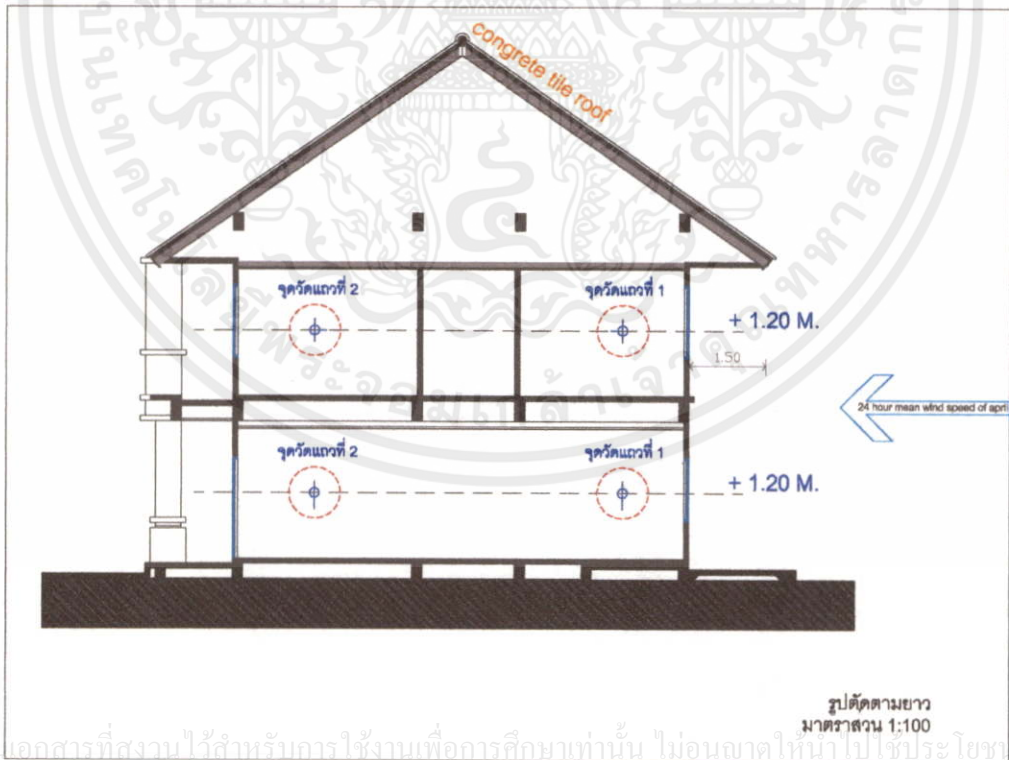 congrete tile roof
จุดวัดแถวที่ 2
จุดวัดแถวที่ 1
+ 1.20 M.
1.50
24 hour mean wind speed of april
จุดวัดแถวที่ 2
จุดวัดแถวที่ 1
+ 1.20 M.
รูปตัดตามยาว
มาตราส่วน 1:100
เอกสารที่สงวนไว้สำหรับการใช้งานเพื่อการศึกษาเท่านั้น ไม่อนุญาตให้นำไปใช้ประโยชน์